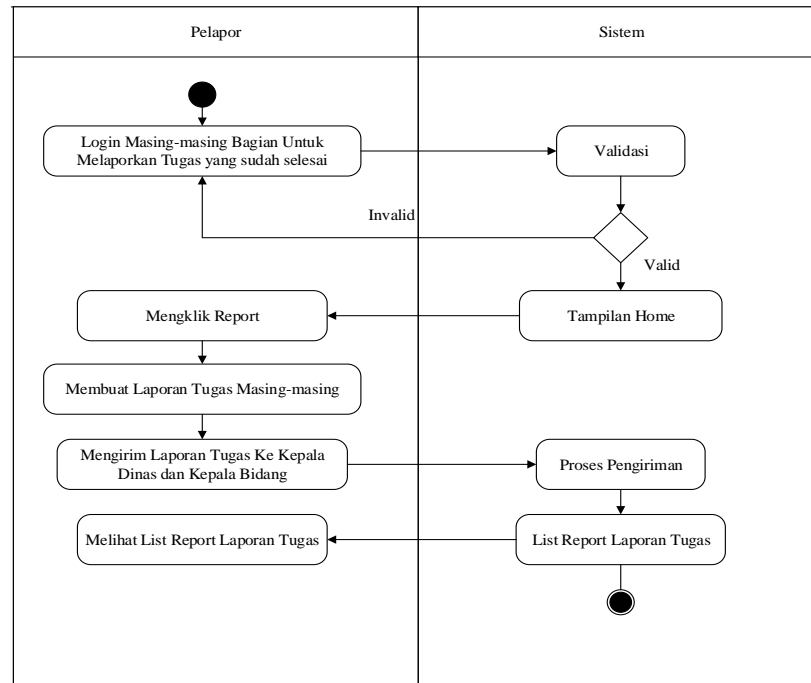 Pelapor
Sistem
Login Masing-masing Bagian Untuk
Melaporkan Tugas yang sudah selesai
Validasi
Invalid
Valid
Mengklik Report
Tampilan Home
Membuat Laporan Tugas Masing-masing
Mengirim Laporan Tugas Ke Kepala
Dinas dan Kepala Bidang
Proses Pengiriman
Melihat List Report Laporan Tugas
List Report Laporan Tugas